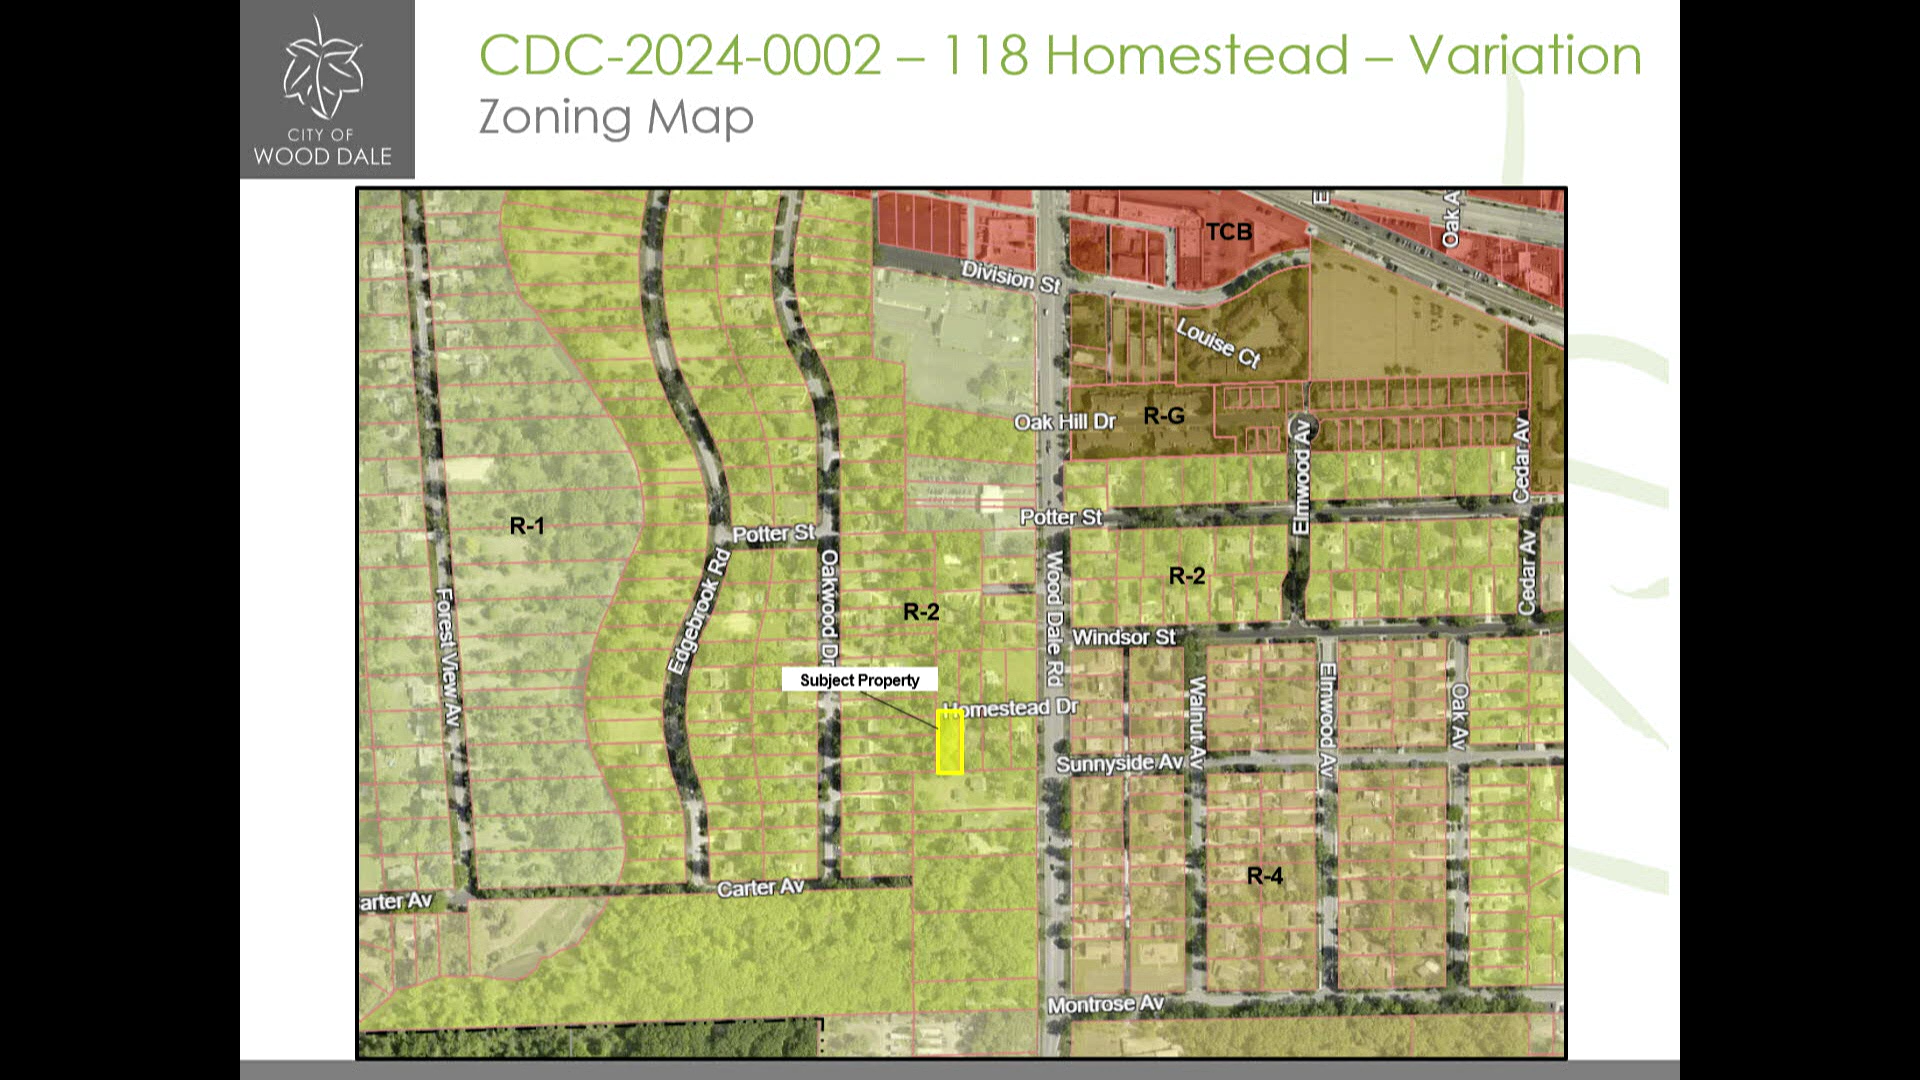 CITY OF
WOOD DALE
CDC-2024-0002 – 118 Homestead – Variation
Zoning Map
E
Oak A
TCB
Division St
Louise Ct
Oak Hill Dr
R-G
Elmwood Av
Cedar Av
R-1
Potter St
Potter St
Edgebrook Rd
Oakwood Dr
Wood Dale Rd
R-2
Cedar Av
Forest View Av
R-2
Windsor St
Subject Property
Homestead Dr
Walnut Av
Elmwood Av
Oak Av
Sunnyside Av
R-4
Carter Av
arter Av
Montrose Av